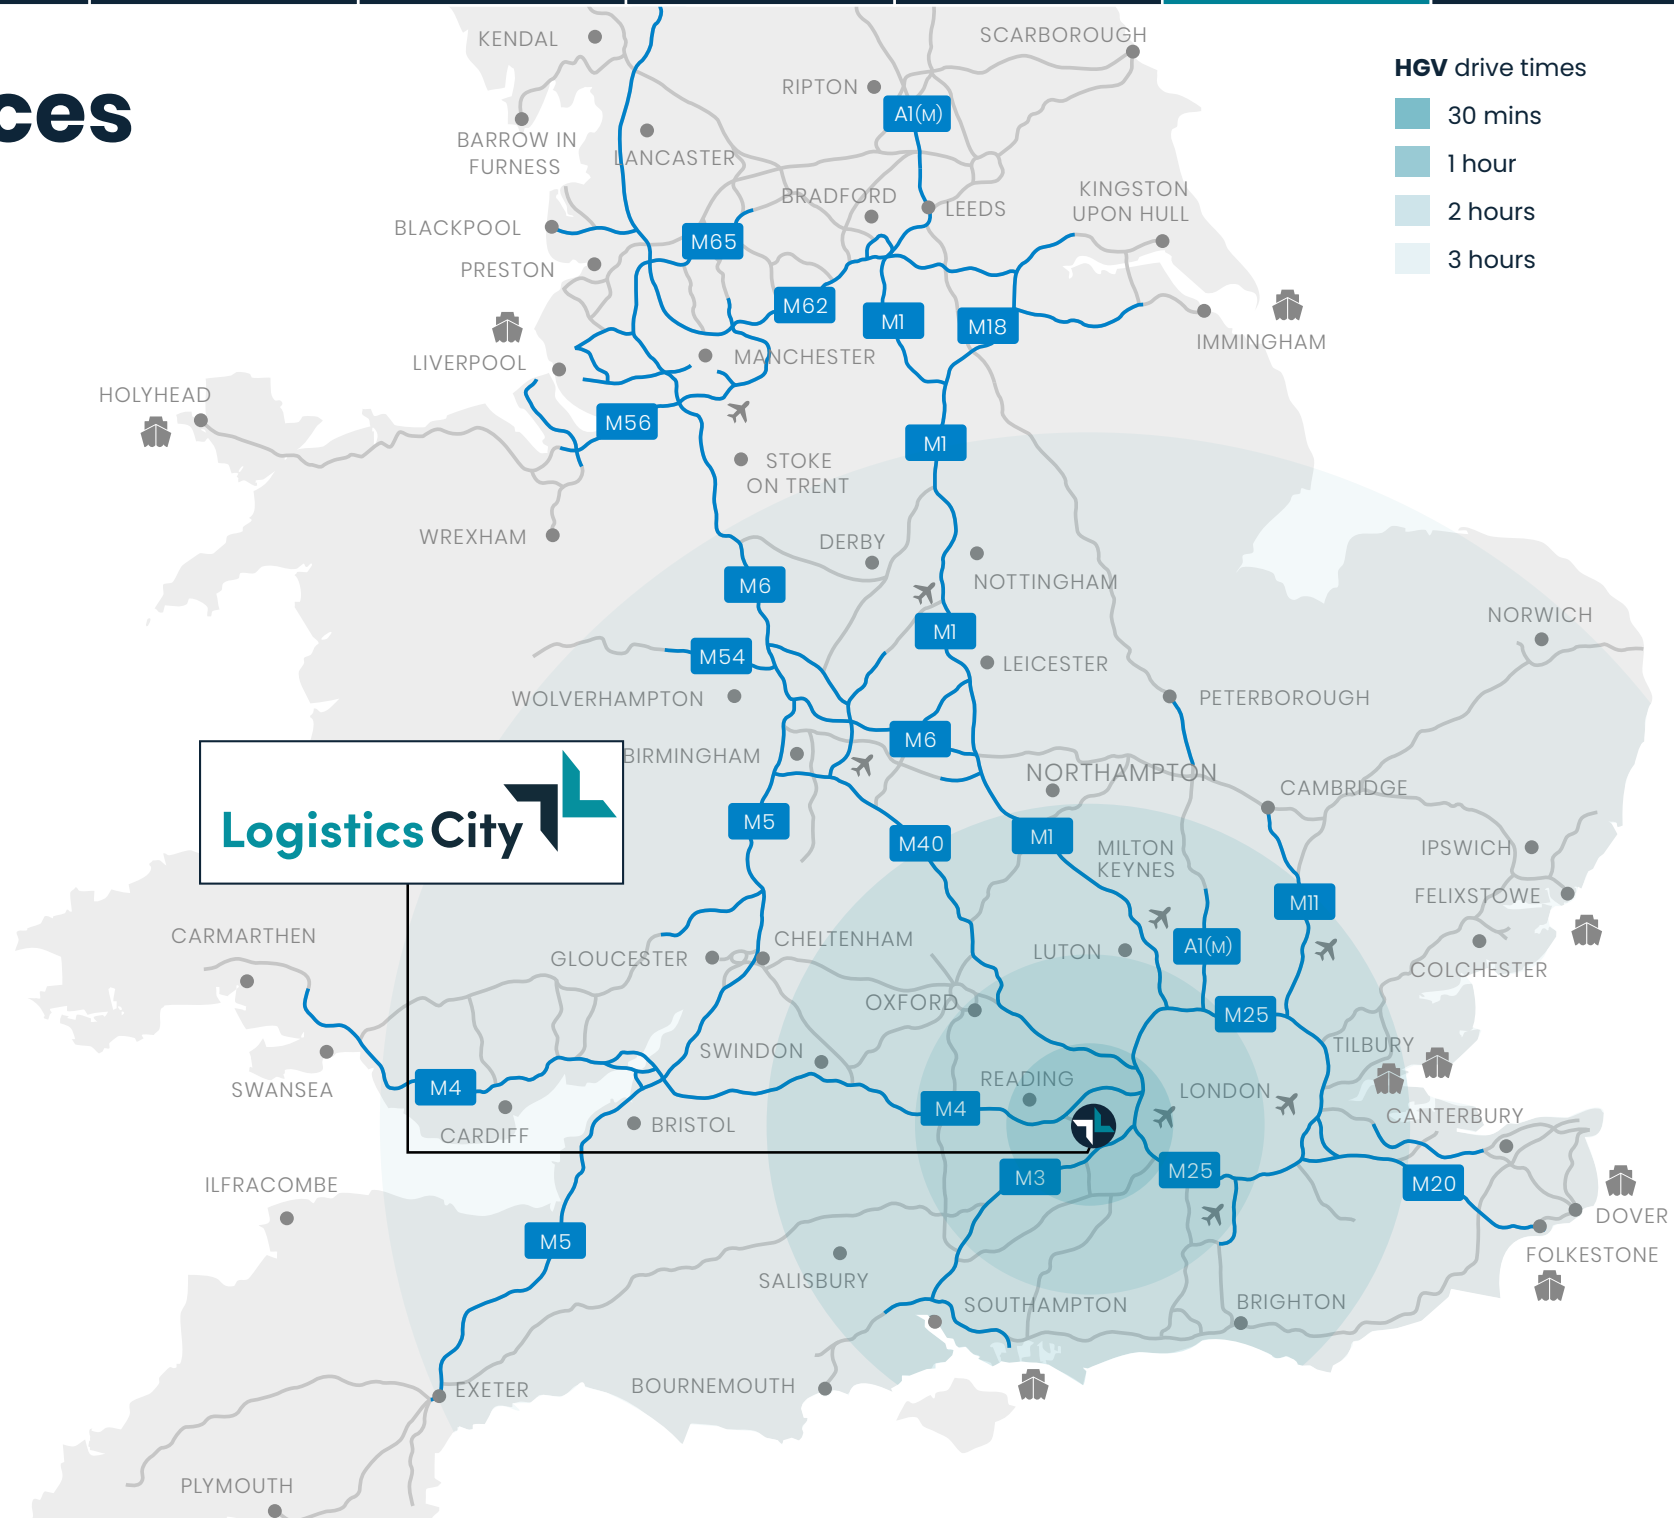 ces
HGV drive times
30 mins
1 hour
2 hours
3 hours
KENDAL
SCARBOROUGH
RIPTON
A1(M)
BARROW IN
FURNESS
LANCASTER
BRADFORD
LEEDS
KINGSTON
UPON HULL
BLACKPOOL
M65
PRESTON
M62
M1
M18
IMMINGHAM
LIVERPOOL
MANCHESTER
HOLYHEAD
M56
M1
STOKE
ON TRENT
WREXHAM
DERBY
NOTTINGHAM
M6
NORWICH
M1
M54
LEICESTER
WOLVERHAMPTON
PETERBOROUGH
M6
BIRMINGHAM
NORTHAMPTON
CAMBRIDGE
Logistics City
M5
M40
M1
MILTON
KEYNES
IPSWICH
M11
FELIXSTOWE
CARMARTHEN
CHELTENHAM
GLOUCESTER
LUTON
A1(M)
COLCHESTER
OXFORD
M25
SWINDON
TILBURY
SWANSEA
M4
READING
LONDON
M4
CANTERBURY
CARDIFF
BRISTOL
M3
M25
M20
ILFRACOMBE
DOVER
M5
FOLKESTONE
SALISBURY
SOUTHAMPTON
BRIGHTON
EXETER
BOURNEMOUTH
PLYMOUTH